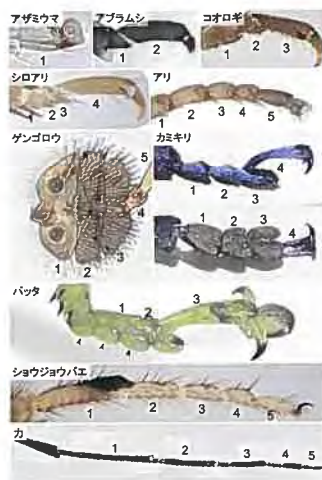 アザミウマ アブラムシ コオロギ
1 1 2 1 2 3
シロアリ アリ
2 3 4 1 2 3 4 5
ゲンゴロウ カミキリ
1 2 3 4 5 1 2 3 4
1 2 3 4
バッタ
1 2 3
ショウジョウバエ
1 2 3 4 5
カ
1 2 3 4 5